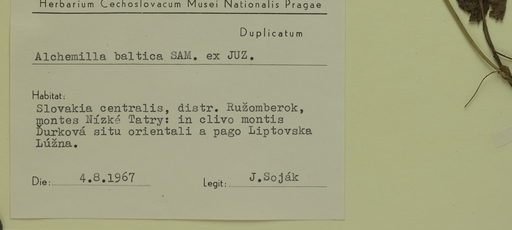 Herbarium Čechoslovacum Musei Nationalis Pragae
Duplicatum
Alchemilla baltica SAM. ex JUZ.
Habitat:
Slovakia centralis, distr. Ružomberok,
montes Nízké Tatry: in clivo montis
Ďurková situ orientali a pago Liptovska
Lúžna.
Die: 4.8.1967 Legit: J.Soják